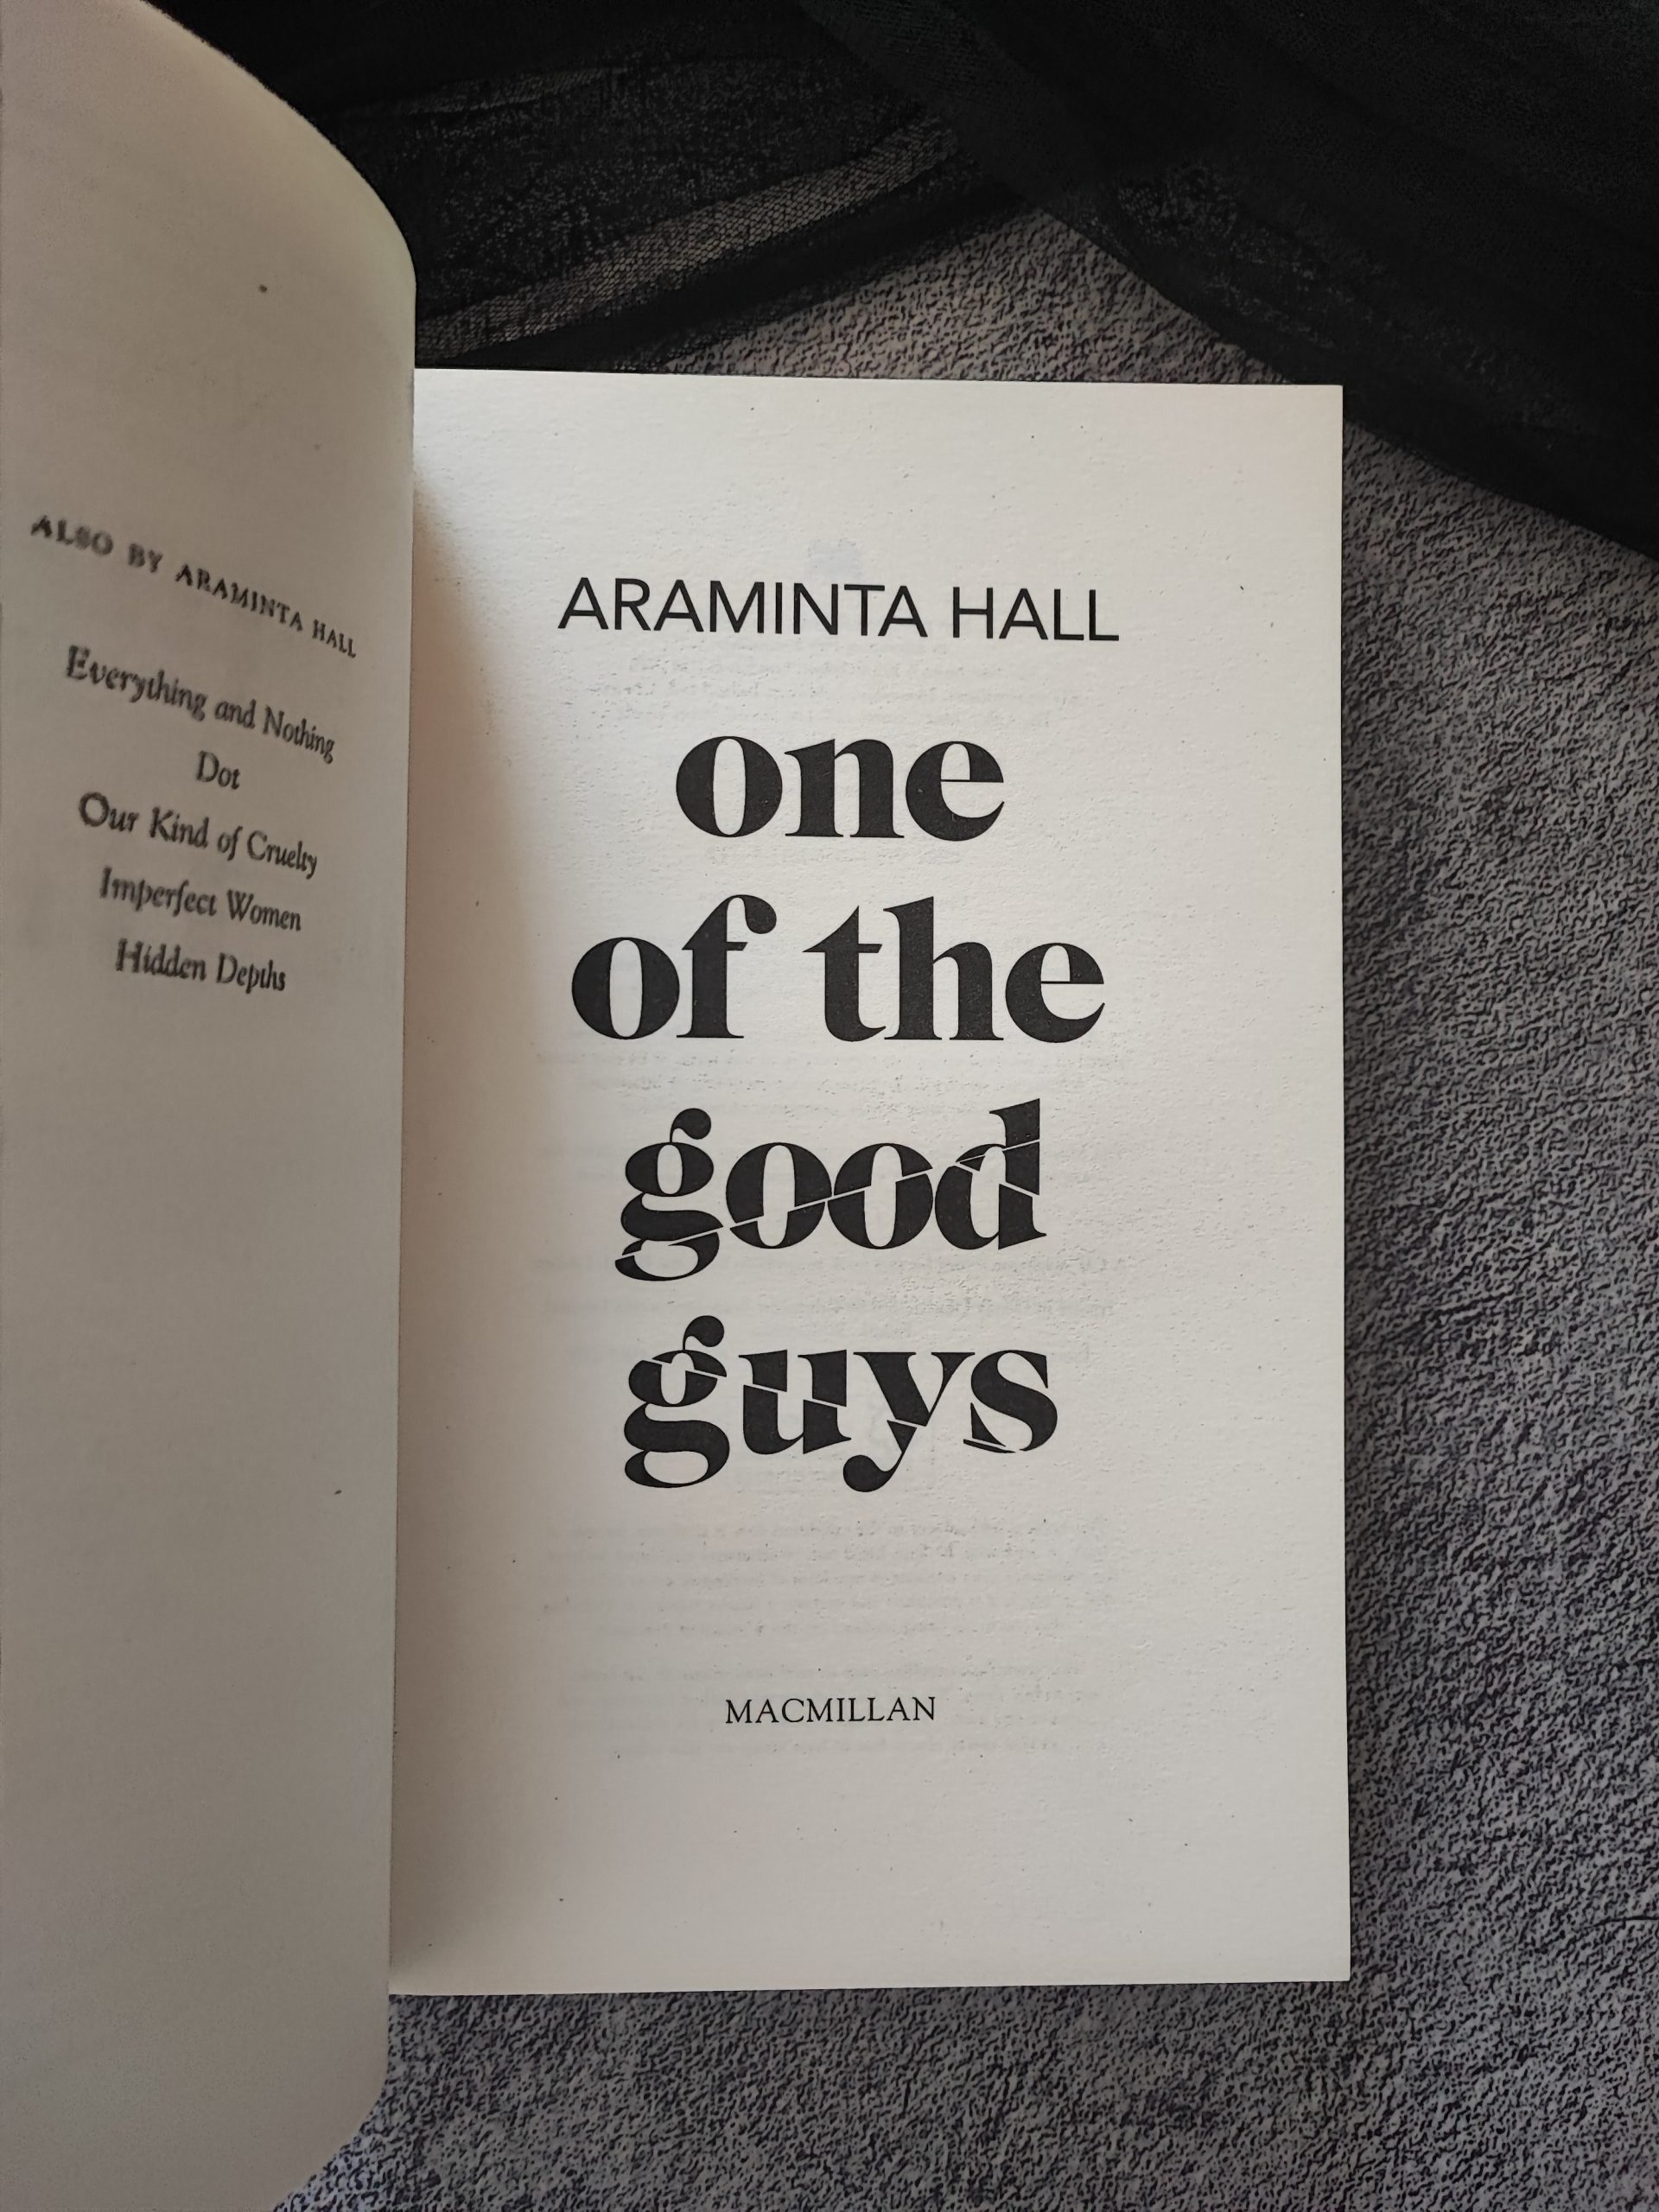 ALSO BY ARAMINTA HALL
Everything and Nothing
Dot
Our Kind of Cruelty
Imperfect Women
Hidden Depths
ARAMINTA HALL
one
of the
good
guys
MACMILLAN